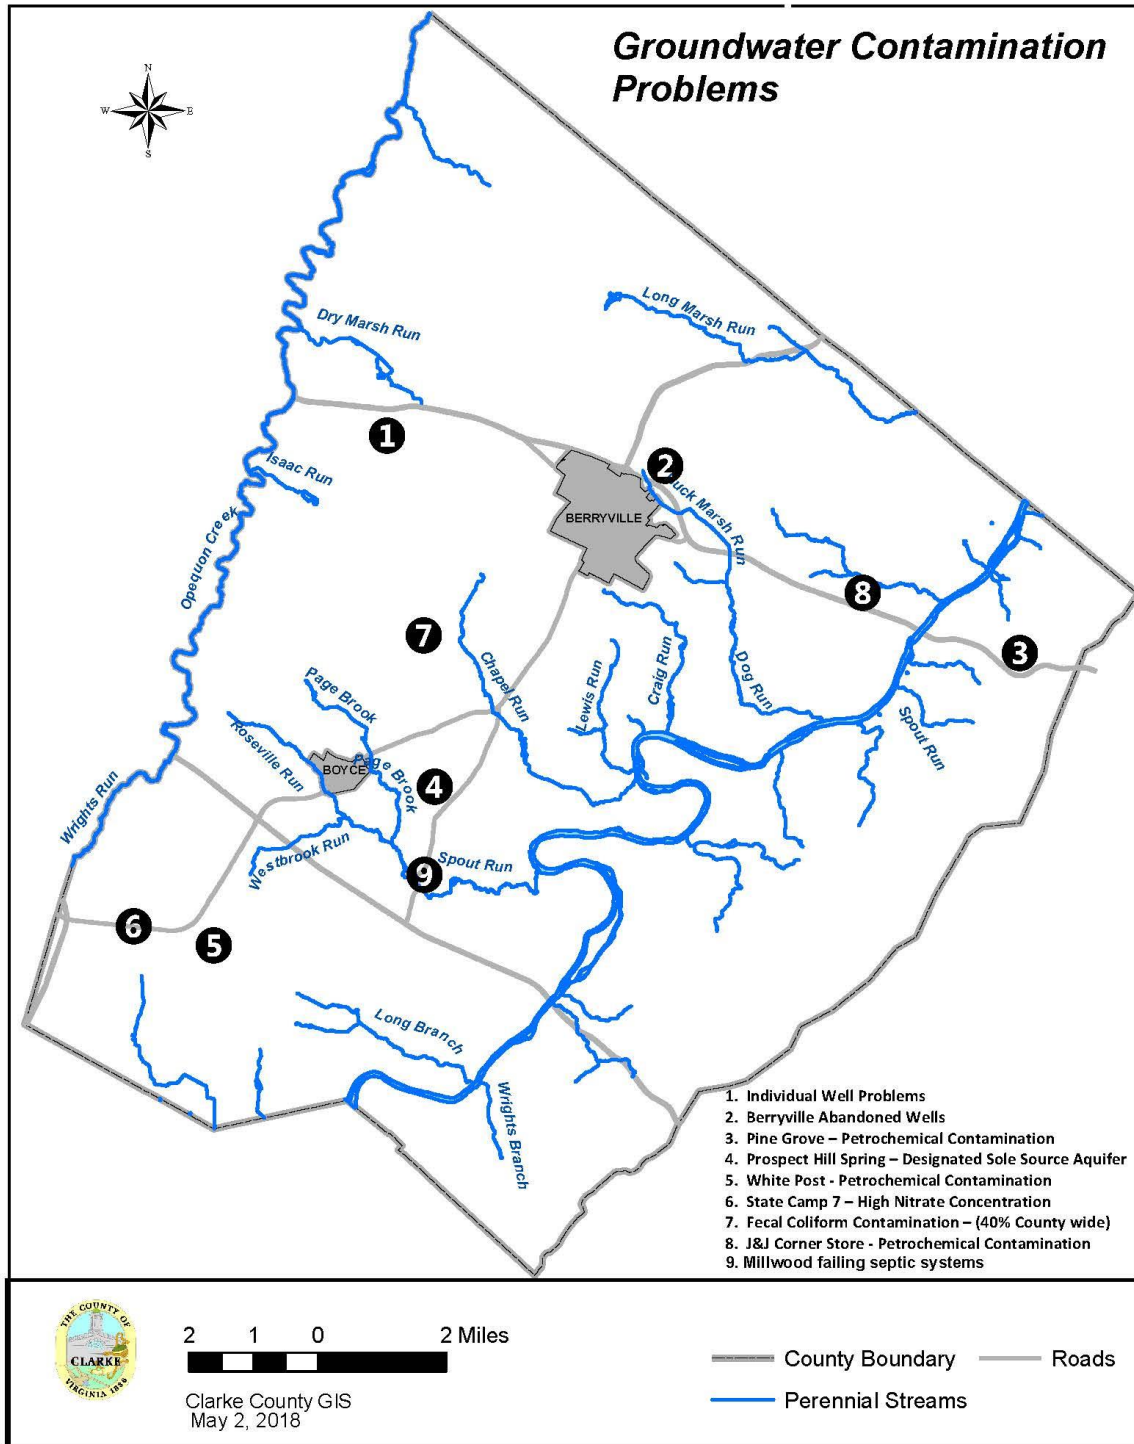 Groundwater Contamination
Problems
N
W
E
S
Long Marsh Run
Dry Marsh Run
1
Isaac Run
2
uck Marsh Run
BERRYVILLE
Opequon Creek
8
7
3
Chapel Run
Lewis Run
Craig Run
Dog Run
Page Brook
Spout Run
Roseville Run
BOYCE
Page Brook
4
Wrights Run
Westbrook Run
9
Spout Run
6
5
Long Branch
Wrights Branch
1. Individual Well Problems
2. Berryville Abandoned Wells
3. Pine Grove – Petrochemical Contamination
4. Prospect Hill Spring – Designated Sole Source Aquifer
5. White Post - Petrochemical Contamination
6. State Camp 7 – High Nitrate Concentration
7. Fecal Coliform Contamination – (40% County wide)
8. J&J Corner Store - Petrochemical Contamination
9. Millwood failing septic systems
THE COUNTY OF
CLARKE
VIRGINIA 1836
2 1 0 2 Miles
Clarke County GIS
May 2, 2018
County Boundary
Roads
Perennial Streams